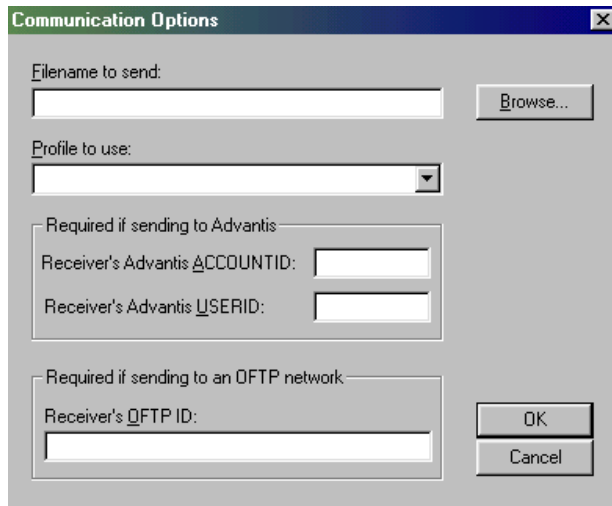 Communication Options
Filename to send:
Browse...
Profile to use:
Required if sending to Advantis
Receiver's Advantis ACCOUNTID:
Receiver's Advantis USERID:
Required if sending to an OFTP network
Receiver's OFTP ID:
OK
Cancel